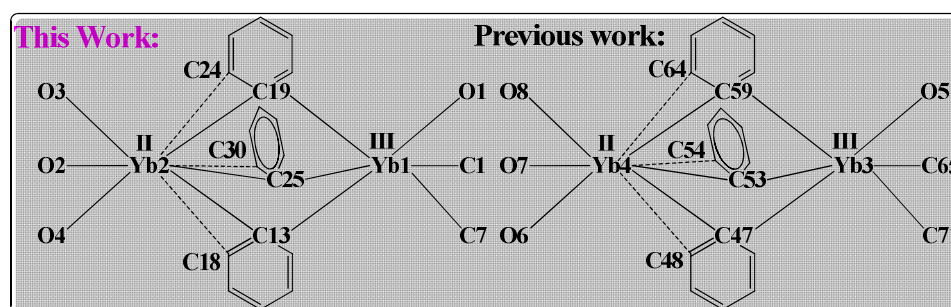 This Work:
Previous work:
C24
C64
O3
C19
O1
O8
C59
O5
II
C30
III
II
C54
III
O2
Yb2
Yb1
C1
O7
Yb4
Yb3
C25
C53
O4
C13
C7
O6
C47
C18
C48